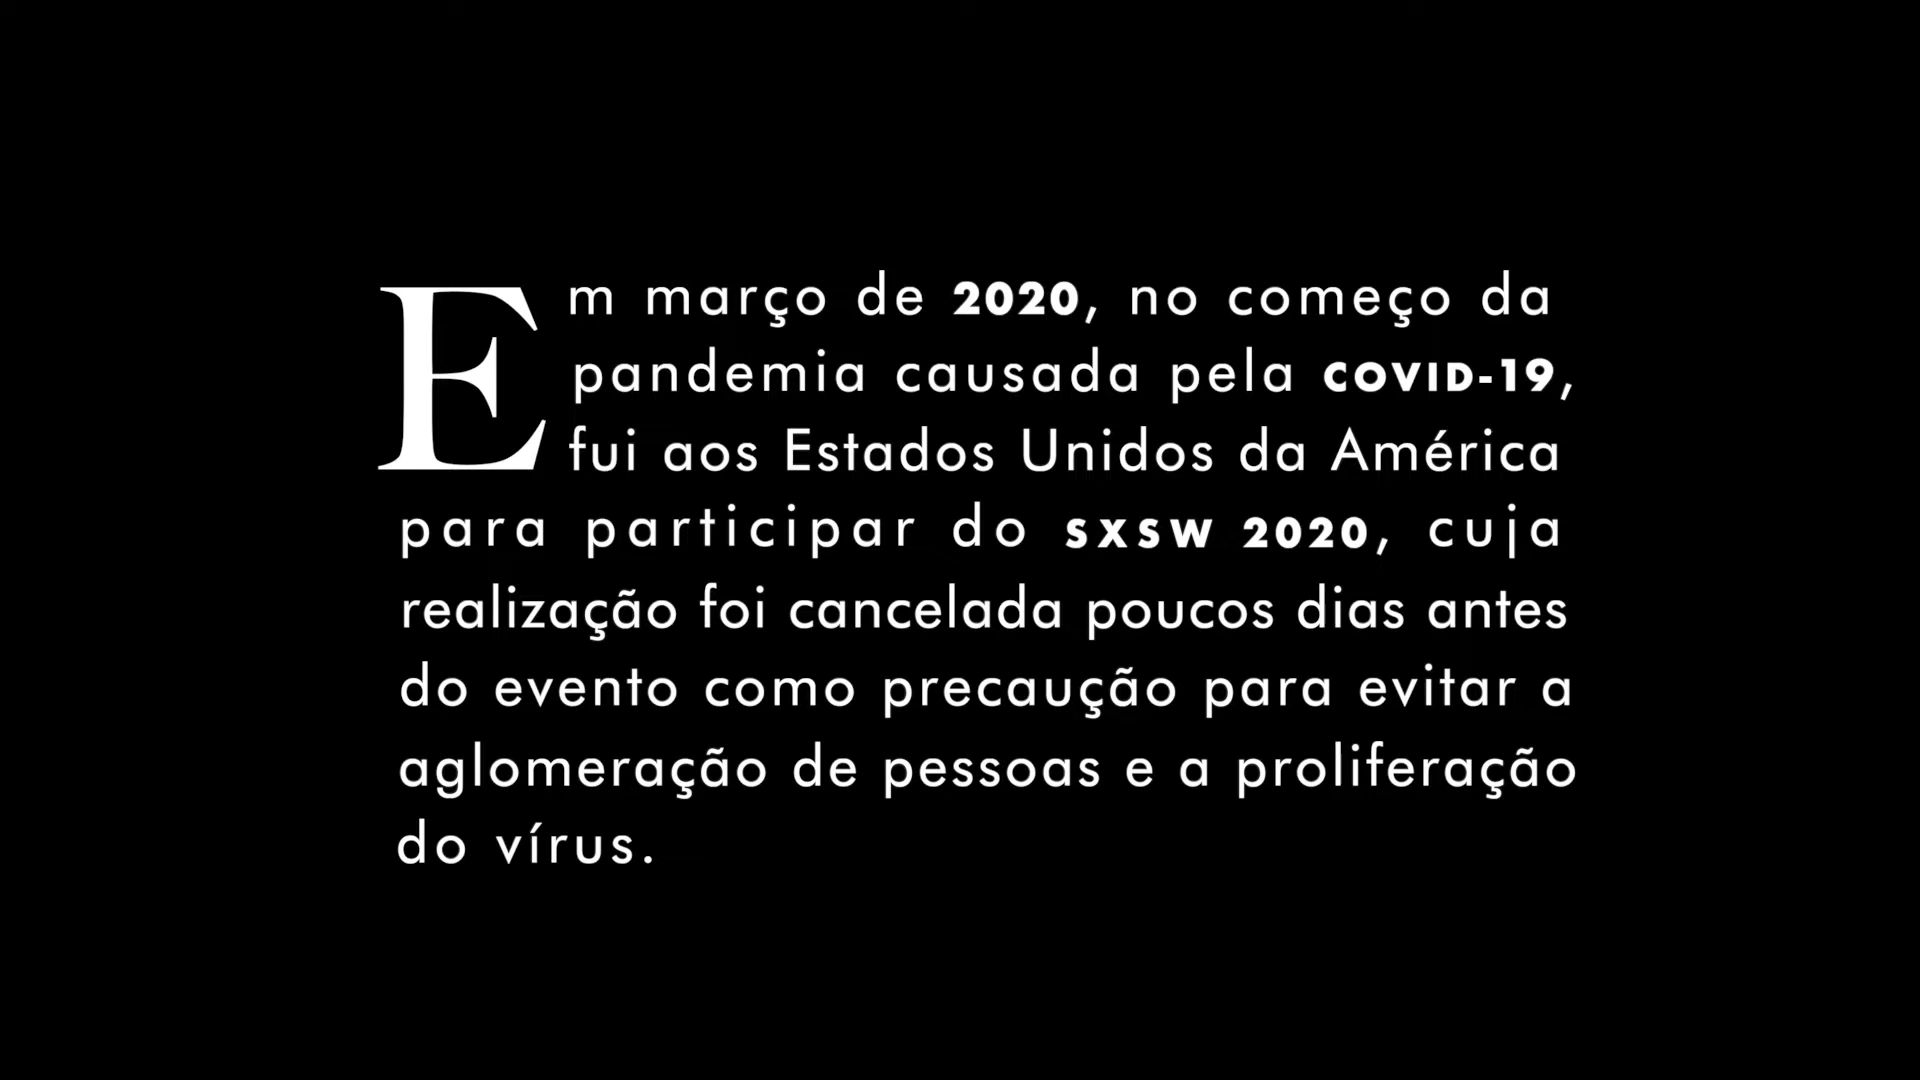 Em março de 2020, no começo da
pandemia causada pela COVID-19,
fui aos Estados Unidos da América
para participar do SXSW 2020, cuja
realização foi cancelada poucos dias antes
do evento como precaução para evitar a
aglomeração de pessoas e a proliferação
do vírus.